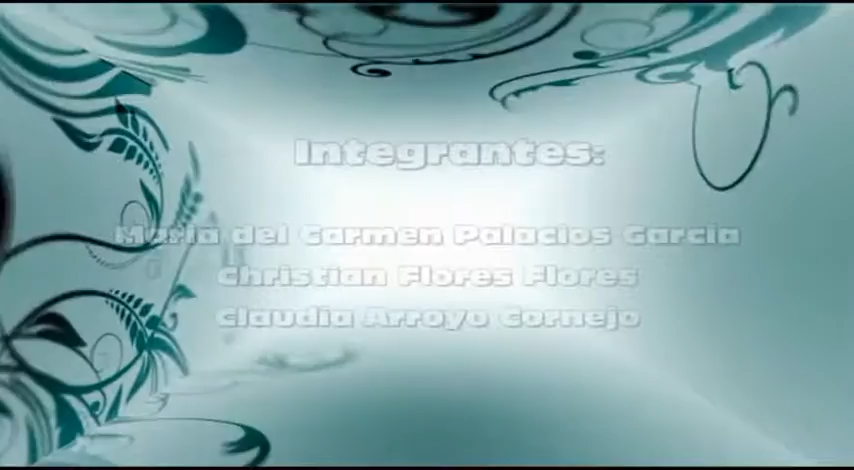 Integrantes:
Maria del Carmen Palacios Garcia
Christian Flores Flores
Claudia Arroyo Cornejo